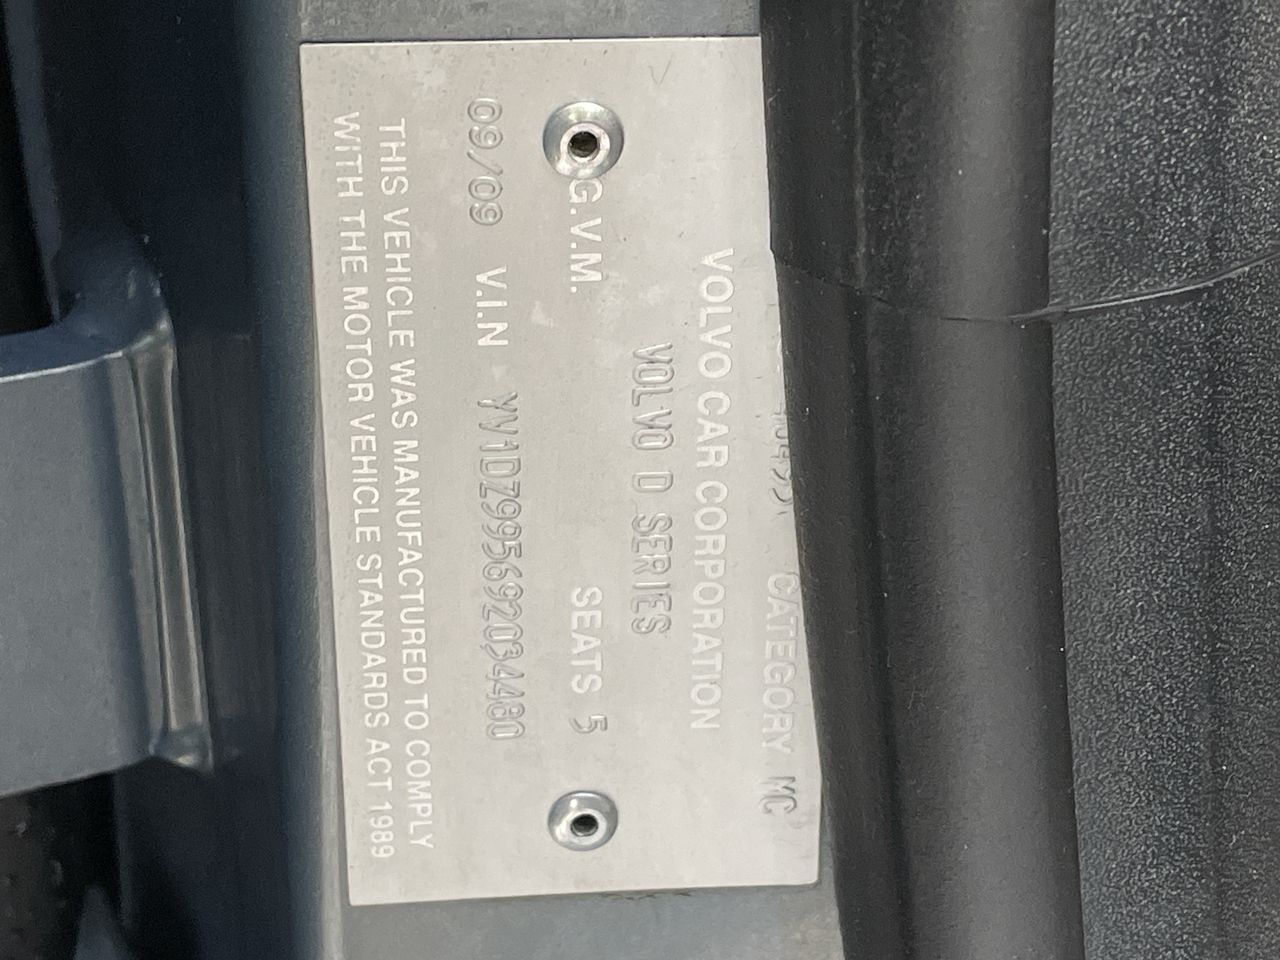 CATEGORY MC
VOLVO CAR CORPORATION
VOLVO D SERIES
G.V.M. SEATS 5
09/09 V.I.N YV1DZ995692034480
THIS VEHICLE WAS MANUFACTURED TO COMPLY
WITH THE MOTOR VEHICLE STANDARDS ACT 1989